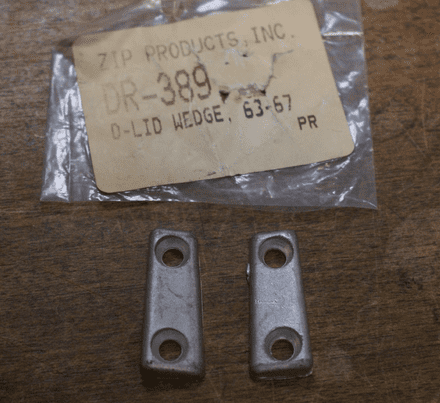 ZIP PRODUCTS, INC.
DR-389
D-LID WEDGE, 63-67
PR